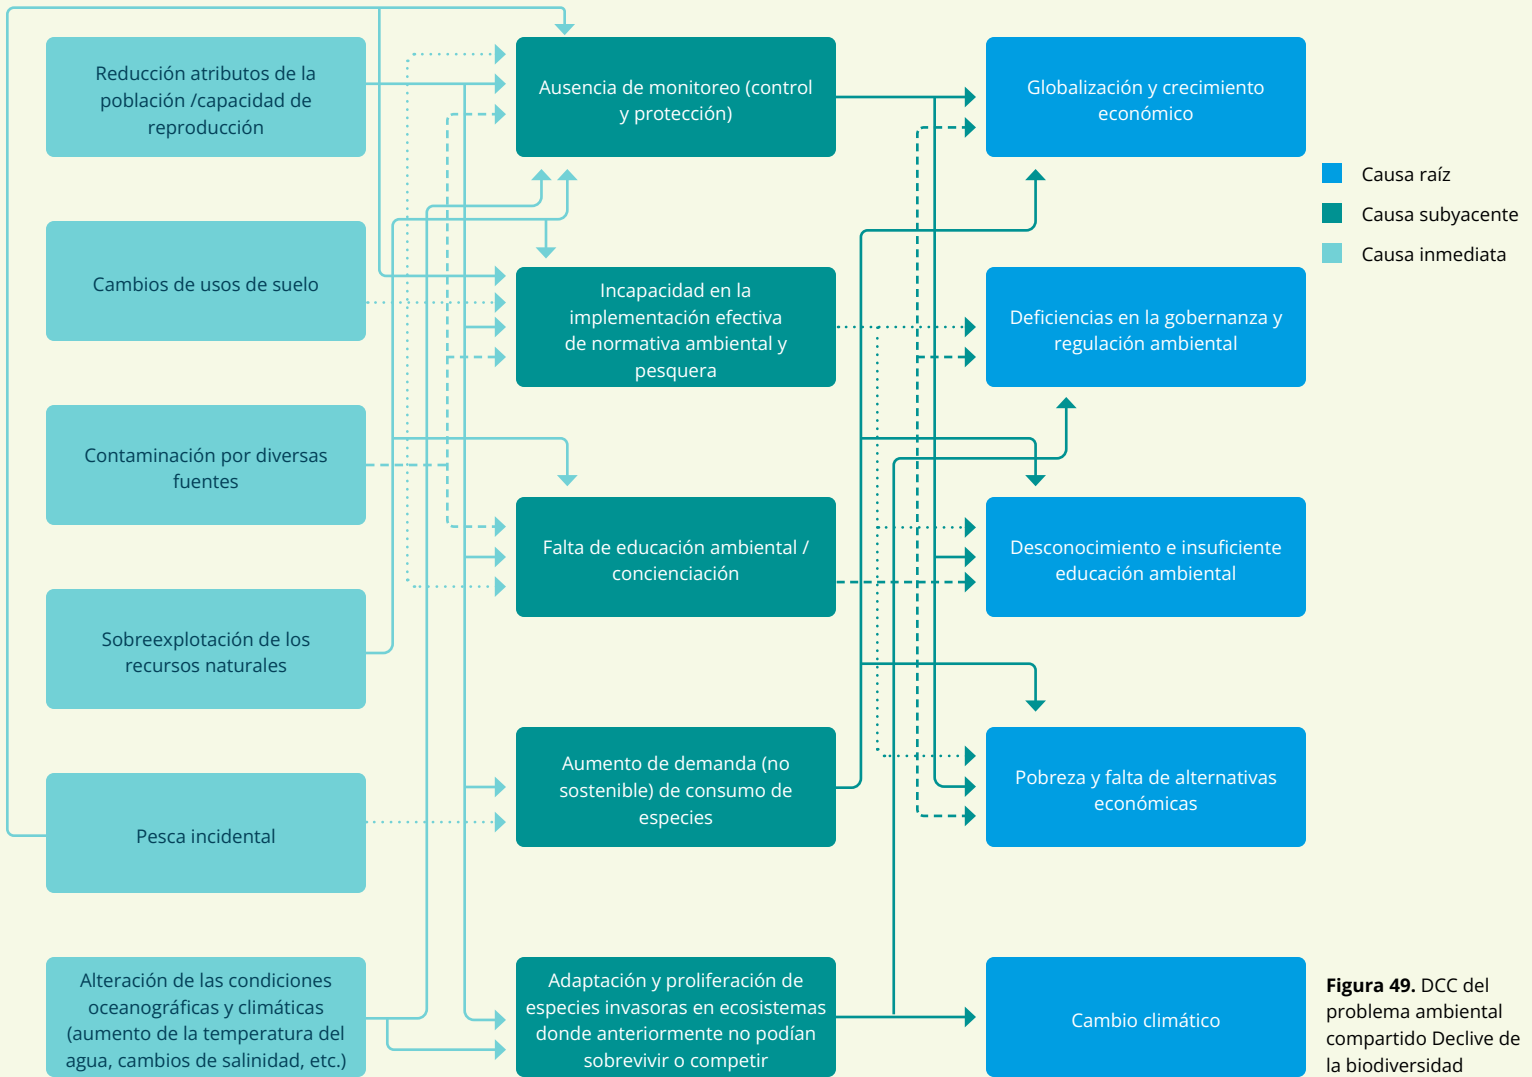 Reducción atributos de la
población /capacidad de
reproducción
Cambios de usos de suelo
Contaminación por diversas
fuentes
Sobreexplotación de los
recursos naturales
Pesca incidental
Alteración de las condiciones
oceanográficas y climáticas
(aumento de la temperatura del
agua, cambios de salinidad, etc.)
Ausencia de monitoreo (control
y protección)
Incapacidad en la
implementación efectiva
de normativa ambiental y
pesquera
Falta de educación ambiental /
concienciación
Aumento de demanda (no
sostenible) de consumo de
especies
Adaptación y proliferación de
especies invasoras en ecosistemas
donde anteriormente no podían
sobrevivir o competir
Globalización y crecimiento
económico
Deficiencias en la gobernanza y
regulación ambiental
Desconocimiento e insuficiente
educación ambiental
Pobreza y falta de alternativas
económicas
Cambio climático
Causa raíz
Causa subyacente
Causa inmediata
Figura 49. DCC del
problema ambiental
compartido Declive de
la biodiversidad